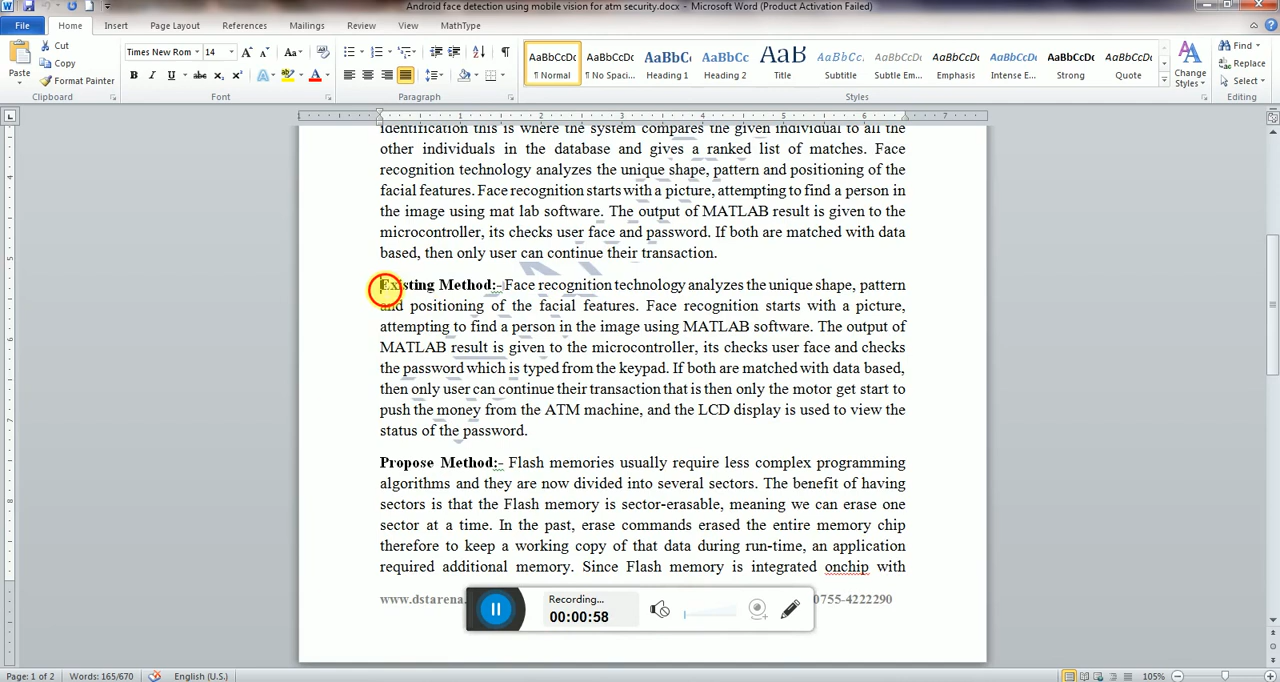 Android face detection using mobile vision for atm security.docx - Microsoft Word (Product Activation Failed)
File Home Insert Page Layout References Mailings Review View MathType
Paste Cut Copy Format Painter Clipboard
Times New Rom 14 Font
Paragraph
AaBbCcDc AaBbCcDc AaBbC AaBbCc AaB AaBbCc. AaBbCcDc AaBbCcDc AaBbCcDc AaBbCcDc AaBbCcDc
¶ Normal ¶ No Spaci... Heading 1 Heading 2 Title Subtitle Subtle Em... Emphasis Intense E... Strong Quote
Change Styles Styles
Find Replace Select Editing
identification this is where the system compares the given individual to all the
other individuals in the database and gives a ranked list of matches. Face
recognition technology analyzes the unique shape, pattern and positioning of the
facial features. Face recognition starts with a picture, attempting to find a person in
the image using mat lab software. The output of MATLAB result is given to the
microcontroller, its checks user face and password. If both are matched with data
based, then only user can continue their transaction.
Existing Method:- Face recognition technology analyzes the unique shape, pattern
and positioning of the facial features. Face recognition starts with a picture,
attempting to find a person in the image using MATLAB software. The output of
MATLAB result is given to the microcontroller, its checks user face and checks
the password which is typed from the keypad. If both are matched with data based,
then only user can continue their transaction that is then only the motor get start to
push the money from the ATM machine, and the LCD display is used to view the
status of the password.
Propose Method:- Flash memories usually require less complex programming
algorithms and they are now divided into several sectors. The benefit of having
sectors is that the Flash memory is sector-erasable, meaning we can erase one
sector at a time. In the past, erase commands erased the entire memory chip
therefore to keep a working copy of that data during run-time, an application
required additional memory. Since Flash memory is integrated onchip with
www.dstarena. 0755-4222290
Recording...
00:00:58
Page: 1 of 2 Words: 165/670 English (U.S.) 105%